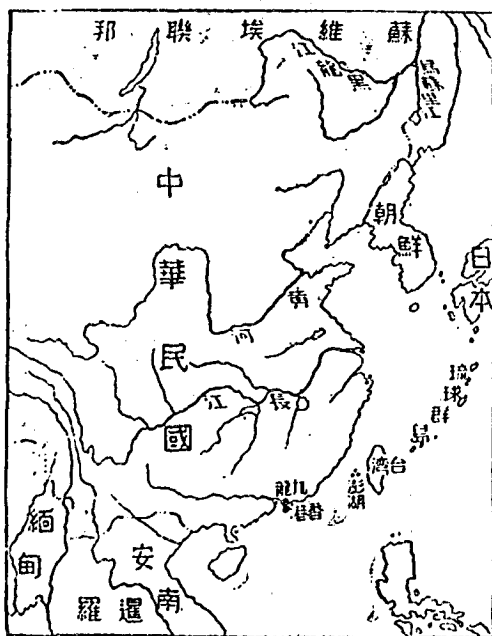 蘇維埃聯邦
黑龍江
烏蘇里江
中華民國
朝鮮
日本
黃河
長江
琉球群島
台湾
澎湖
九龍
香港
緬甸
安南
暹羅